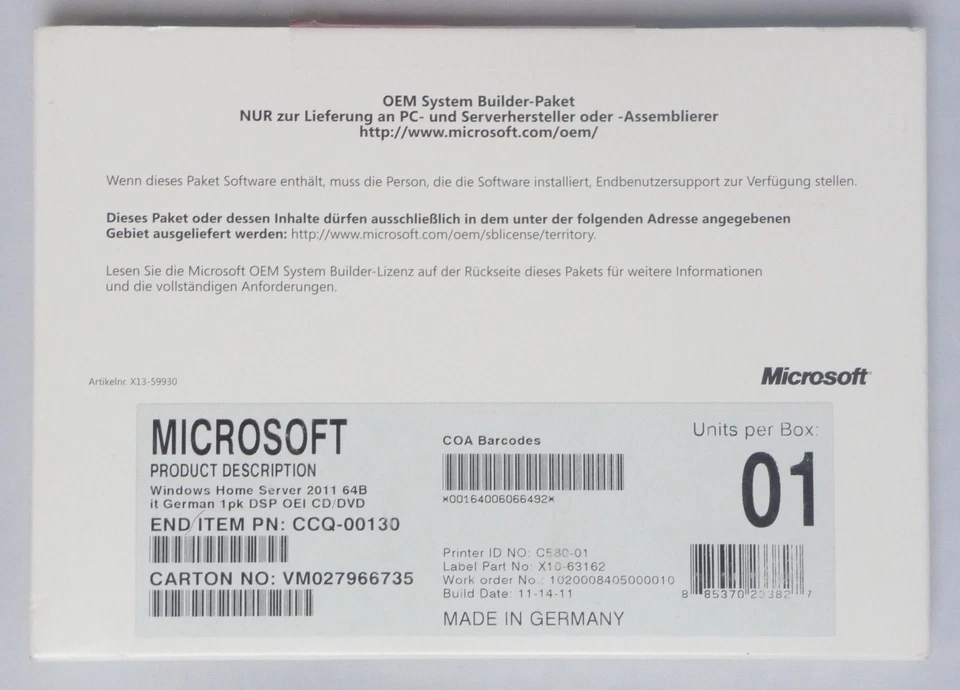 OEM System Builder-Paket
NUR zur Lieferung an PC- und Serverhersteller oder -Assemblierer
http://www.microsoft.com/oem/
Wenn dieses Paket Software enthält, muss die Person, die die Software installiert, Endbenutzersupport zur Verfügung stellen.
Dieses Paket oder dessen Inhalte dürfen ausschließlich in dem unter der folgenden Adresse angegebenen
Gebiet ausgeliefert werden: http://www.microsoft.com/oem/sblicense/territory.
Lesen Sie die Microsoft OEM System Builder-Lizenz auf der Rückseite dieses Pakets für weitere Informationen
und die vollständigen Anforderungen.
Artikelnr. X13-59930
Microsoft
MICROSOFT
PRODUCT DESCRIPTION
Windows Home Server 2011 64B
it German 1pk DSP OEI CD/DVD
END ITEM PN: CCQ-00130
CARTON NO: VM027966735
COA Barcodes
*00164006066492*
Printer ID NO: C580-01
Label Part No: X10-63162
Work order No.: 1020008405000010
Build Date: 11-14-11
MADE IN GERMANY
Units per Box:
01
8 85370 23382 7